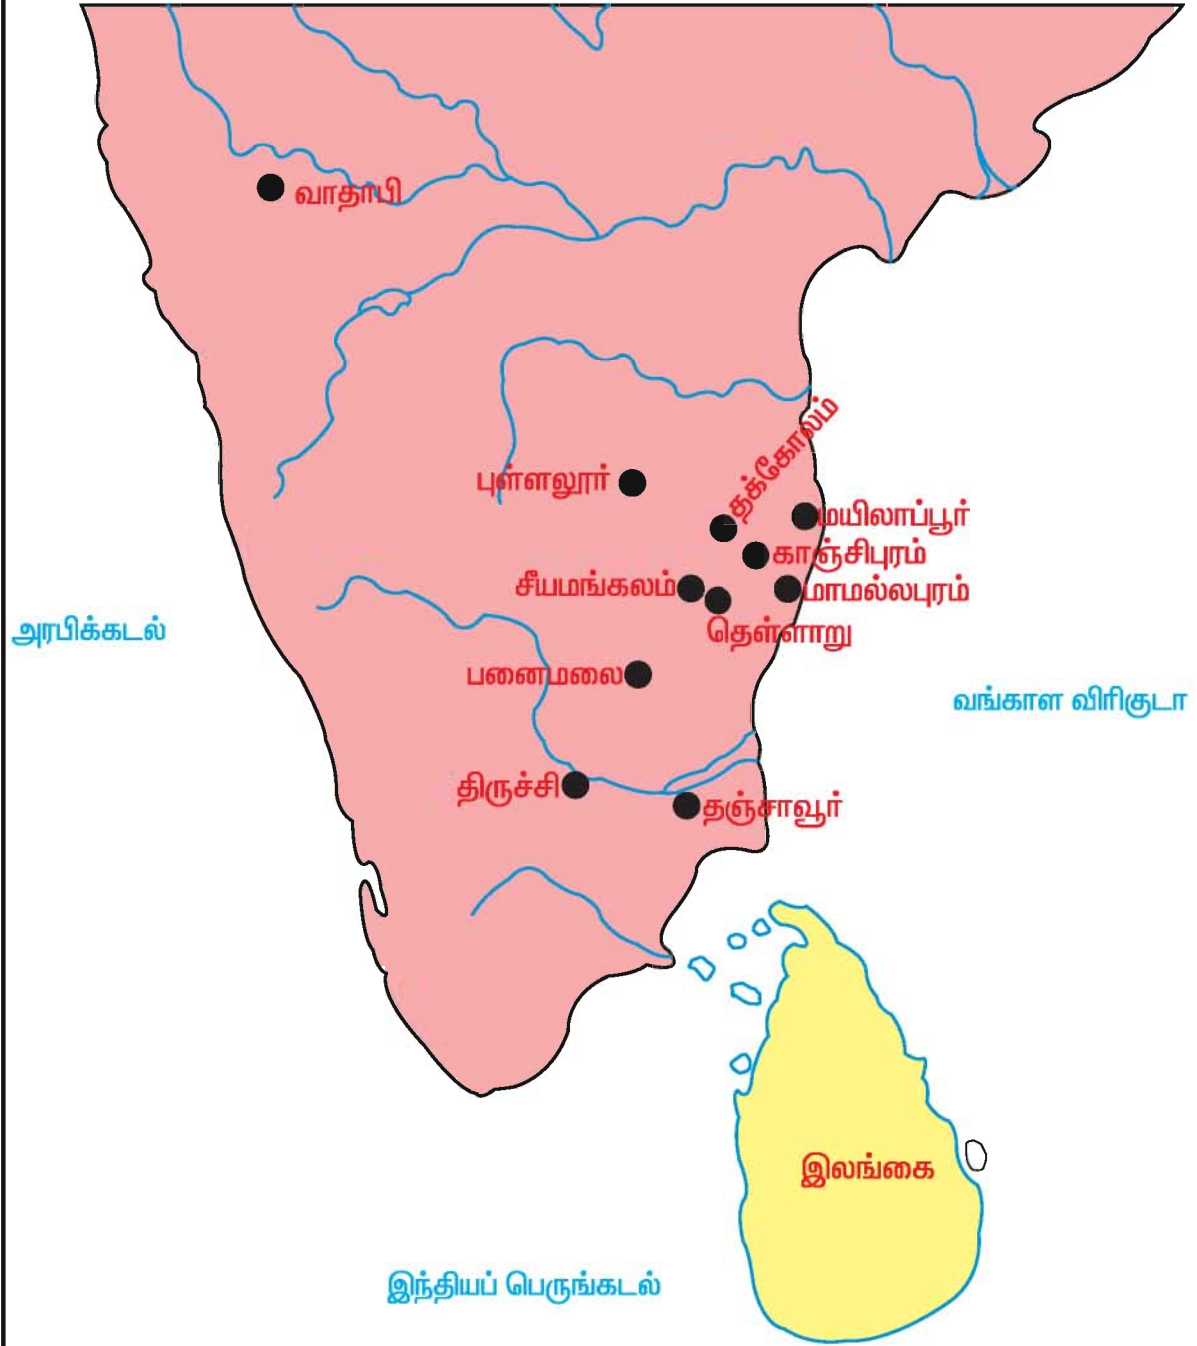 வாதாபி
தக்கோலம்
புள்ளலூர்
மயிலாப்பூர்
காஞ்சிபுரம்
சீயமங்கலம்
மாமல்லபுரம்
அரபிக்கடல்
தெள்ளாறு
பனைமலை
வங்காள விரிகுடா
திருச்சி
தஞ்சாவூர்
இலங்கை
இந்தியப் பெருங்கடல்